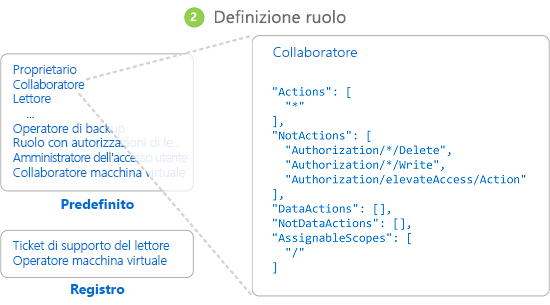 2 Definizione ruolo
Proprietario
Collaboratore
Lettore
...
Operatore di backup
Ruolo con autorizzazioni di le...
Amministratore dell'accesso utente
Collaboratore macchina virtuale
Predefinito
Ticket di supporto del lettore
Operatore macchina virtuale
Registro
Collaboratore
"Actions": [
"*"
],
"NotActions": [
"Authorization/*/Delete",
"Authorization/*/Write",
"Authorization/elevateAccess/Action"
],
"DataActions": [],
"NotDataActions": [],
"AssignableScopes": [
"/"
]